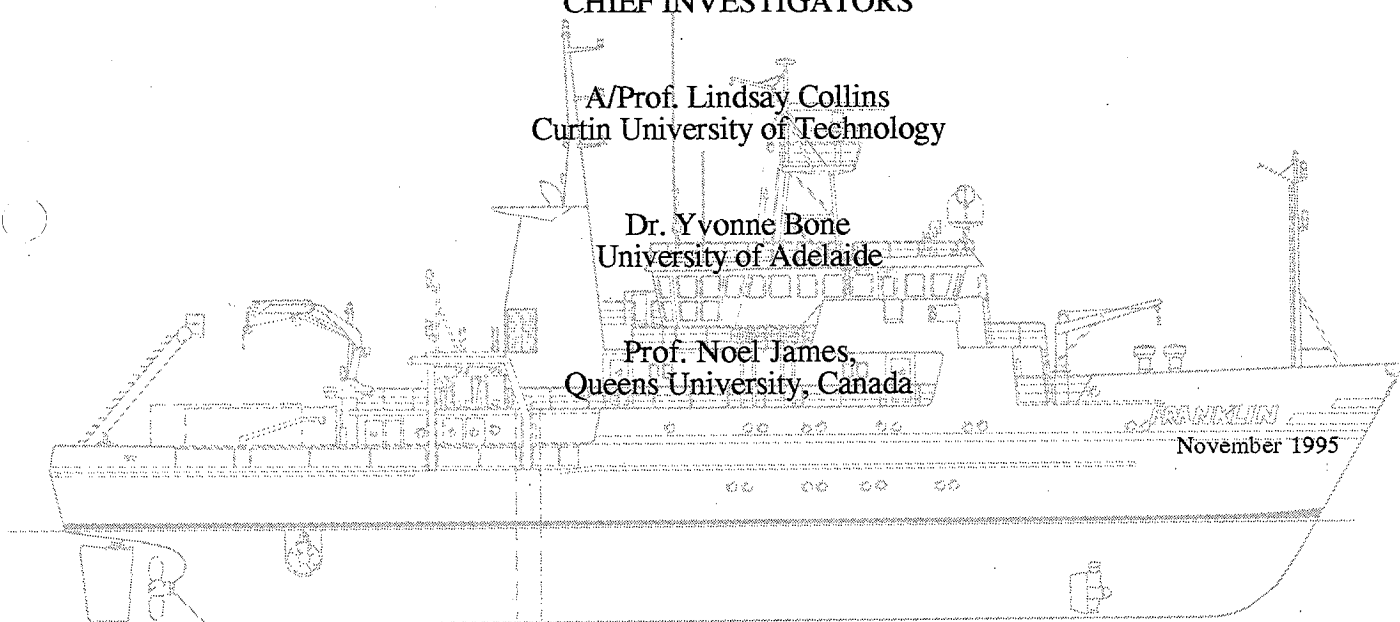 CHIEF INVESTIGATORS
A/Prof. Lindsay Collins
Curtin University of Technology
Dr. Yvonne Bone
University of Adelaide
Prof. Noel James,
Queens University, Canada
FRANKLIN
November 1995